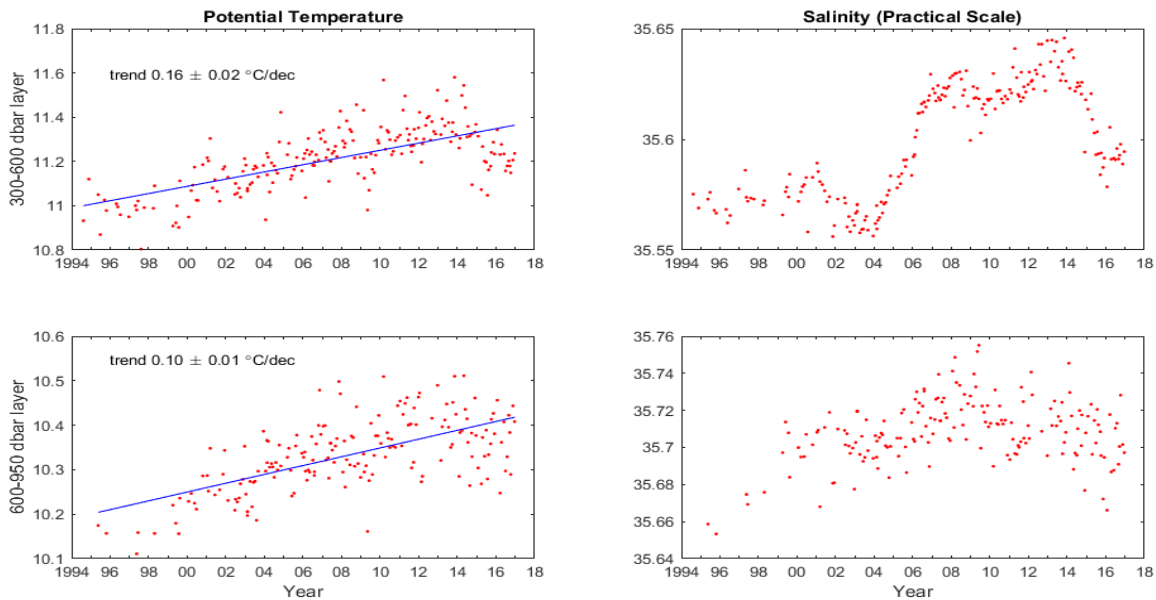 Potential Temperature
11.8
11.6
11.4
11.2
11
10.8
300-600 dbar layer
trend 0.16 ± 0.02 °C/dec
1994 96 98 00 02 04 06 08 10 12 14 16 18
Salinity (Practical Scale)
35.65
35.6
35.55
1994 96 98 00 02 04 06 08 10 12 14 16 18
10.6
10.5
10.4
10.3
10.2
10.1
600-950 dbar layer
trend 0.10 ± 0.01 °C/dec
1994 96 98 00 02 04 06 08 10 12 14 16 18
Year
35.76
35.74
35.72
35.7
35.68
35.66
35.64
1994 96 98 00 02 04 06 08 10 12 14 16 18
Year